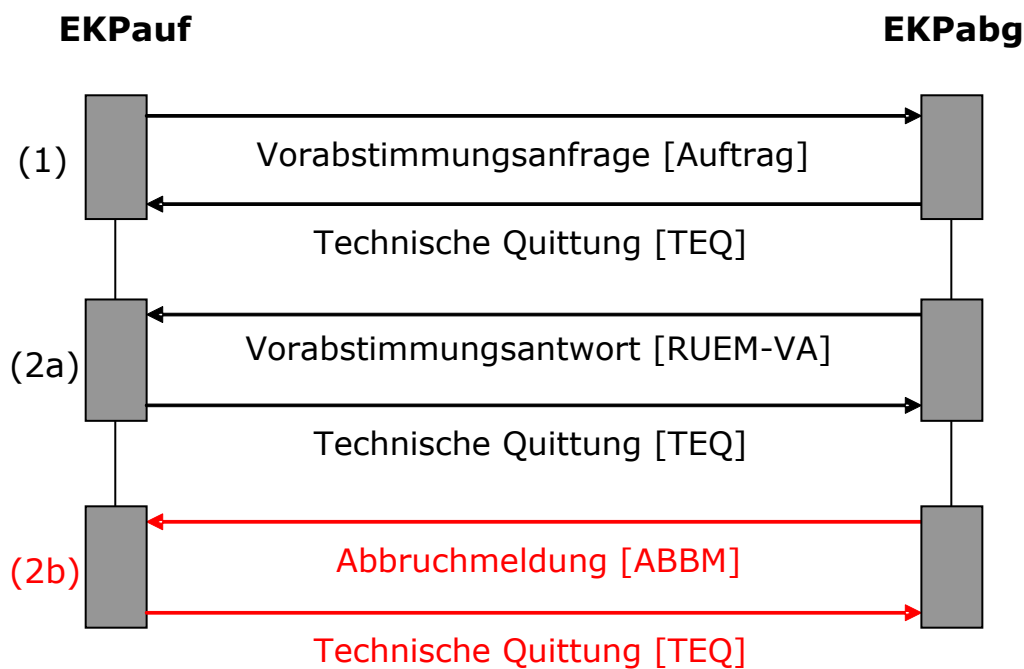 EKPauf
EKPabg
(1)
Vorabstimmungsanfrage [Auftrag]
Technische Quittung [TEQ]
(2a)
Vorabstimmungsantwort [RUEM-VA]
Technische Quittung [TEQ]
(2b)
Abbruchmeldung [ABBM]
Technische Quittung [TEQ]